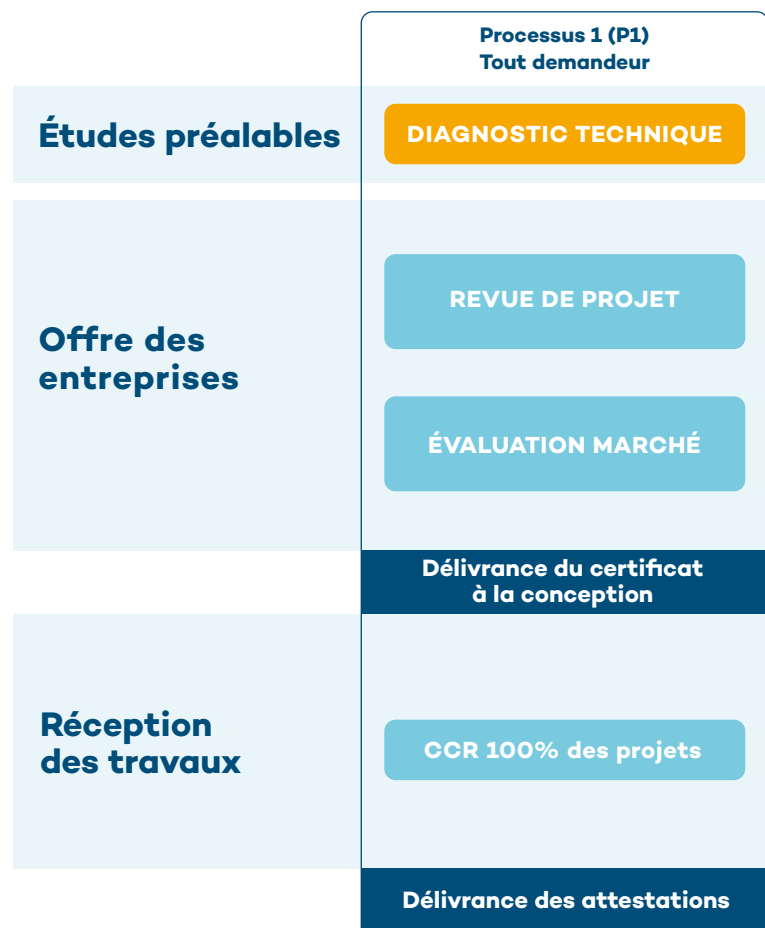 Processus 1 (P1)
Tout demandeur
Études préalables
DIAGNOSTIC TECHNIQUE
Offre des
entreprises
REVUE DE PROJET
ÉVALUATION MARCHÉ
Délivrance du certificat
à la conception
Réception
des travaux
CCR 100% des projets
Délivrance des attestations